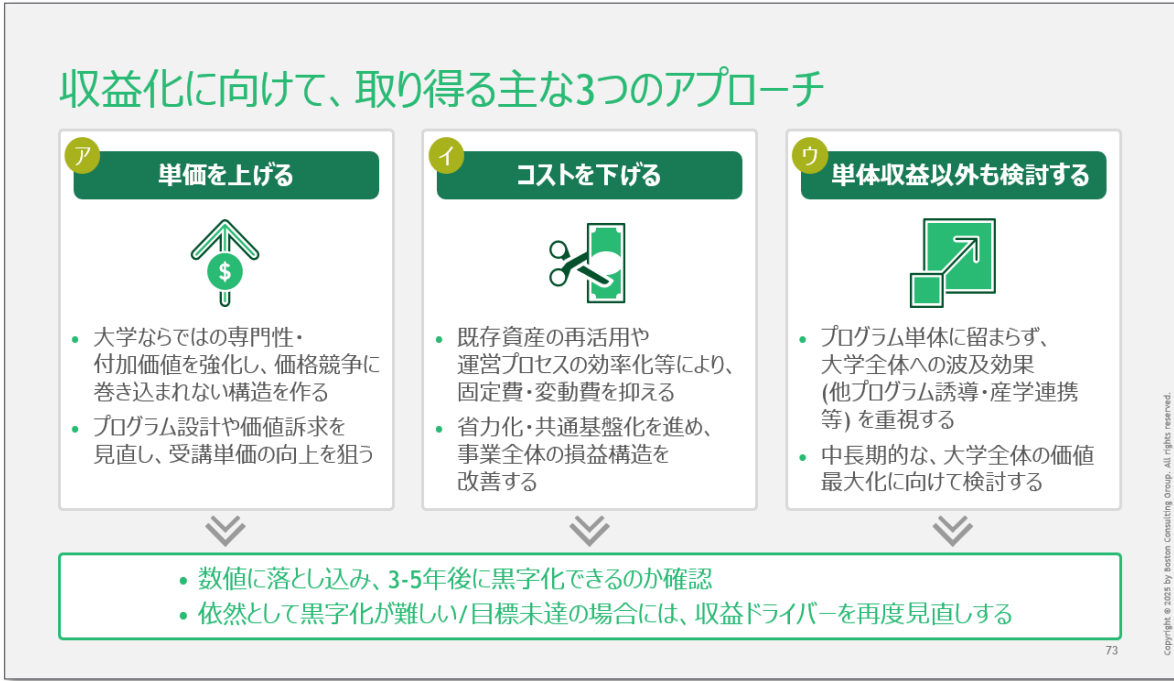 収益化に向けて、取り得る主な3つのアプローチ
ア
単価を上げる
$
• 大学ならではの専門性・
付加価値を強化し、価格競争に
巻き込まれない構造を作る
• プログラム設計や価値訴求を
見直し、受講単価の向上を狙う
イ
コストを下げる
• 既存資産の再活用や
運営プロセスの効率化等により、
固定費・変動費を抑える
• 省力化・共通基盤化を進め、
事業全体の損益構造を
改善する
ウ
単体収益以外も検討する
• プログラム単体に留まらず、
大学全体への波及効果
(他プログラム誘導・産学連携
等) を重視する
• 中長期的な、大学全体の価値
最大化に向けて検討する
• 数値に落とし込み、3-5年後に黒字化できるのか確認
• 依然として黒字化が難しい/目標未達の場合には、収益ドライバーを再度見直しする
73
Copyright © 2025 by Boston Consulting Group. All rights reserved.